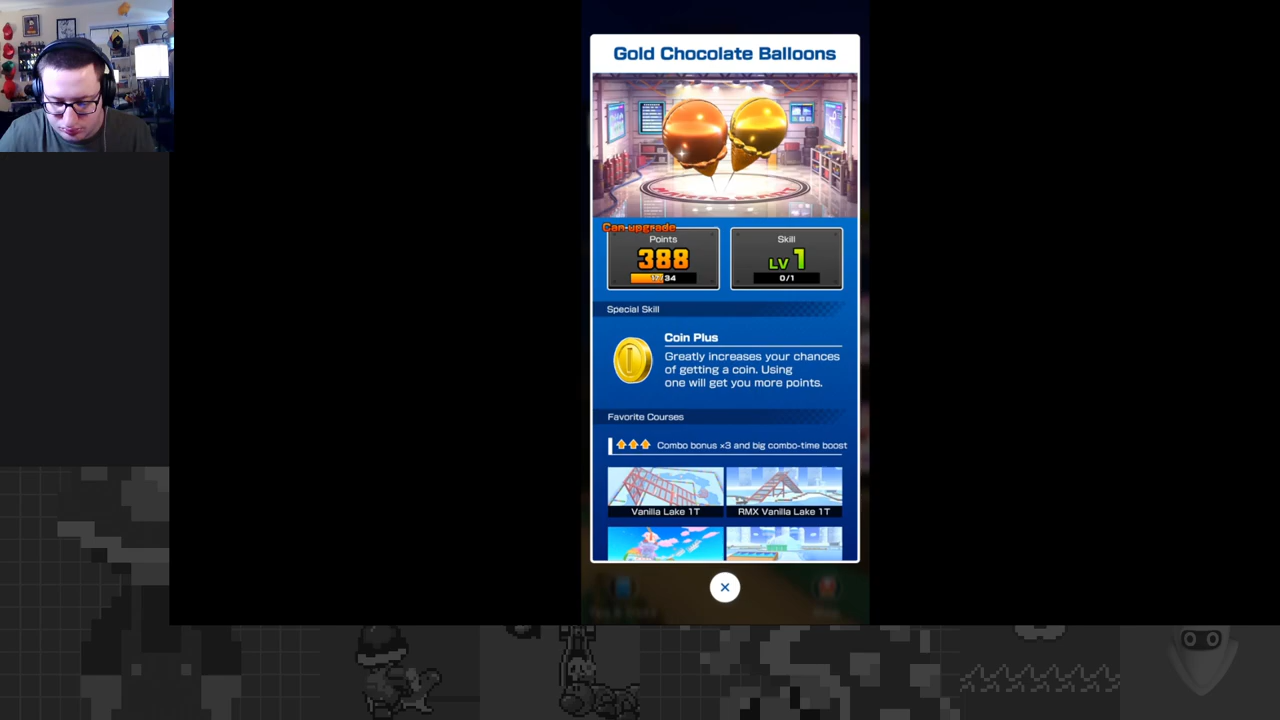 Gold Chocolate Balloons
Can upgrade
Points
388
Skill
LV 1
0/1
Special Skill
Coin Plus
Greatly increases your chances
of getting a coin. Using
one will get you more points.
Favorite Courses
Combo bonus ×3 and big combo-time boost
Vanilla Lake 1T
RMX Vanilla Lake 1T